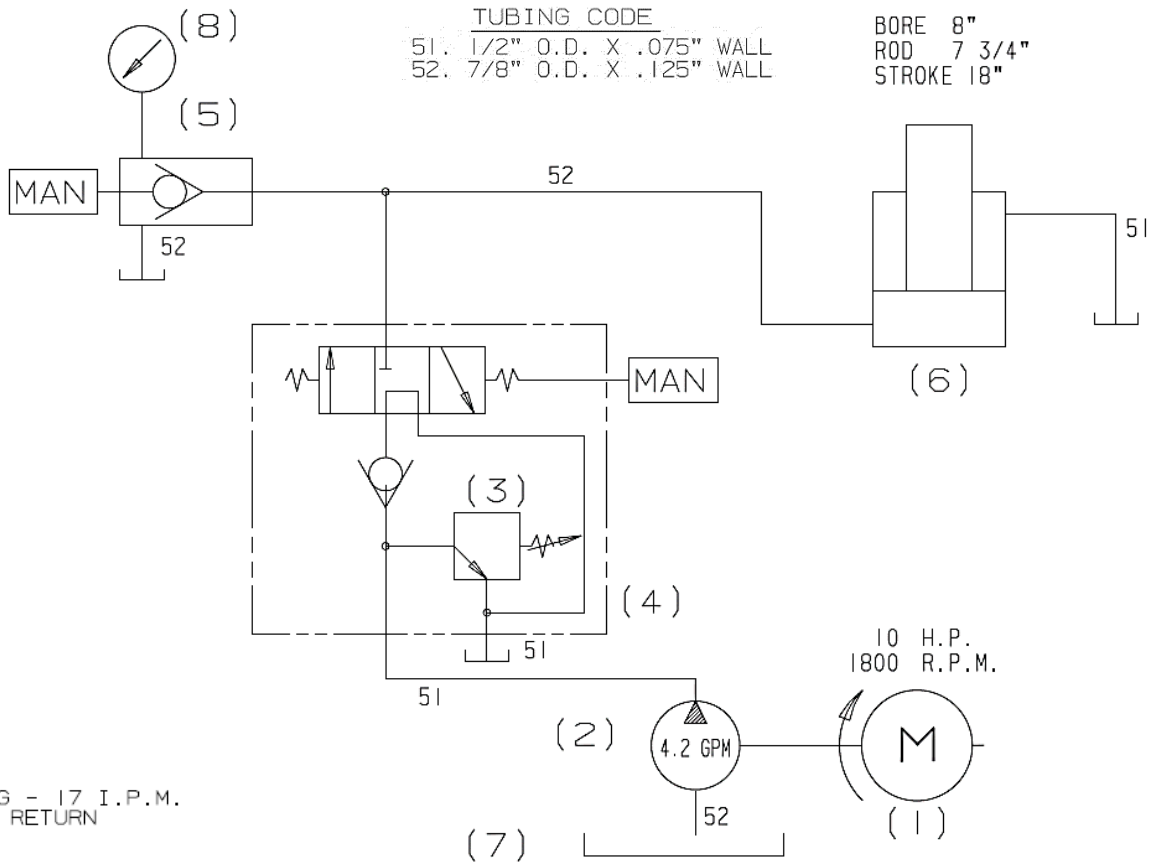 (8)
TUBING CODE
51. 1/2" O.D. X .075" WALL
52. 7/8" O.D. X .125" WALL
BORE 8"
ROD 7 3/4"
STROKE 18"
(5)
MAN
52
52
51
MAN
(6)
(3)
(4)
51
51
10 H.P.
1800 R.P.M.
(2)
4.2 GPM
M
(1)
52
(7)
G - 17 I.P.M.
RETURN